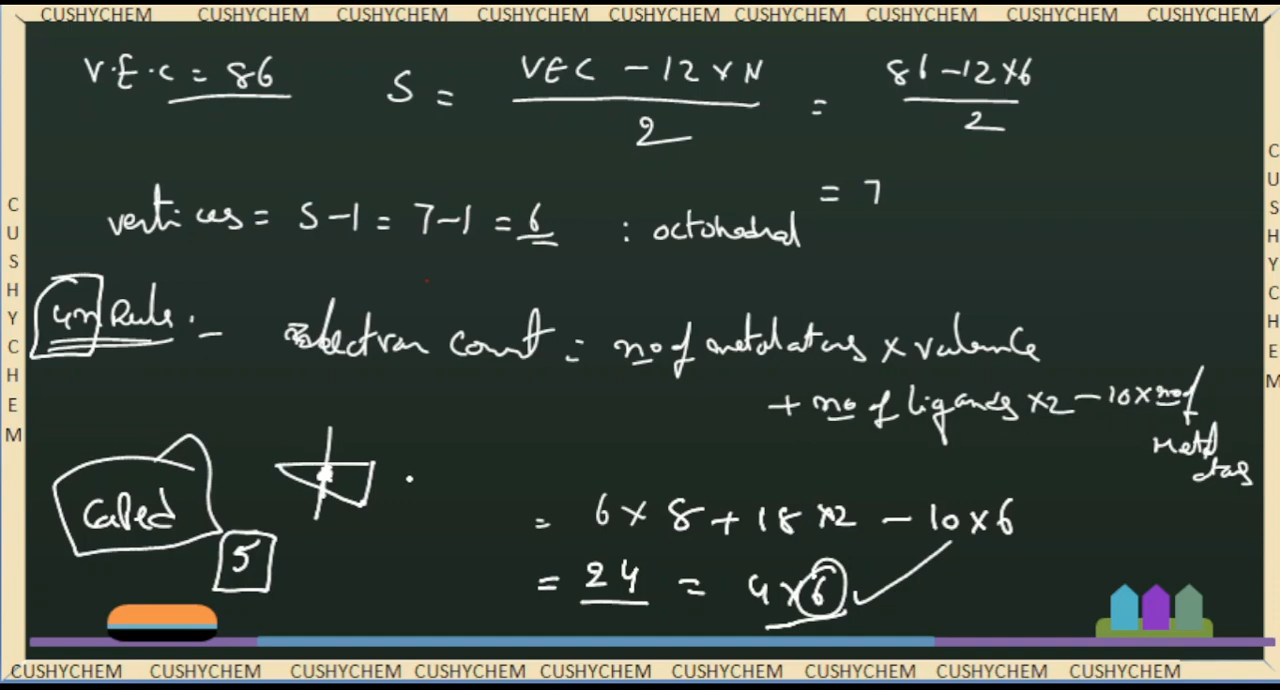 CUSHYCHEM CUSHYCHEM CUSHYCHEM CUSHYCHEM CUSHYCHEM CUSHYCHEM CUSHYCHEM CUSHYCHEM CUSHYCHEM
V.E.C = 86 S = VEC - 12 x N / 2 = 86 - 12 x 6 / 2
= 7
vertices = S - 1 = 7 - 1 = 6 : octohedral
4n Rule :- electron count = no of metal atoms x valence
+ no of ligands x 2 - 10 x no of
Metal
atoms
Caped
5
= 6 x 8 + 18 x 2 - 10 x 6
= 24 = 4 x 6
CUSHYCHEM
CUSHYCHEM
CUSHYCHEM CUSHYCHEM CUSHYCHEM CUSHYCHEM CUSHYCHEM CUSHYCHEM CUSHYCHEM CUSHYCHEM CUSHYCHEM